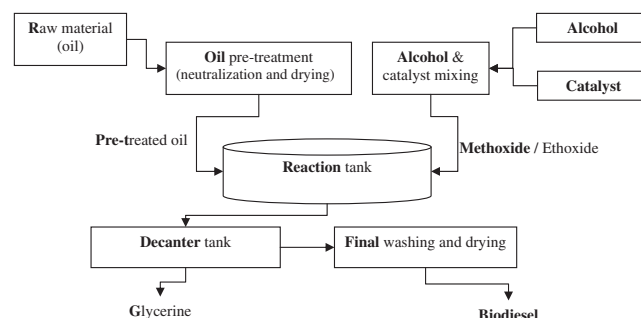 Raw material
(oil)
Oil pre-treatment
(neutralization and drying)
Alcohol &
catalyst mixing
Alcohol
Catalyst
Pre-treated oil
Methoxide / Ethoxide
Reaction tank
Decanter tank
Final washing and drying
Glycerine
Biodiesel